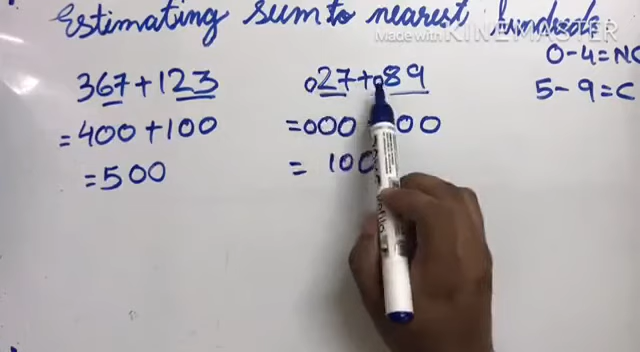 Estimating sum to nearest hundreds
Made with KINEMASTER
0-4=NC
367+123
027+089
5-9=C
=400+100
=000 00
=500
= 100